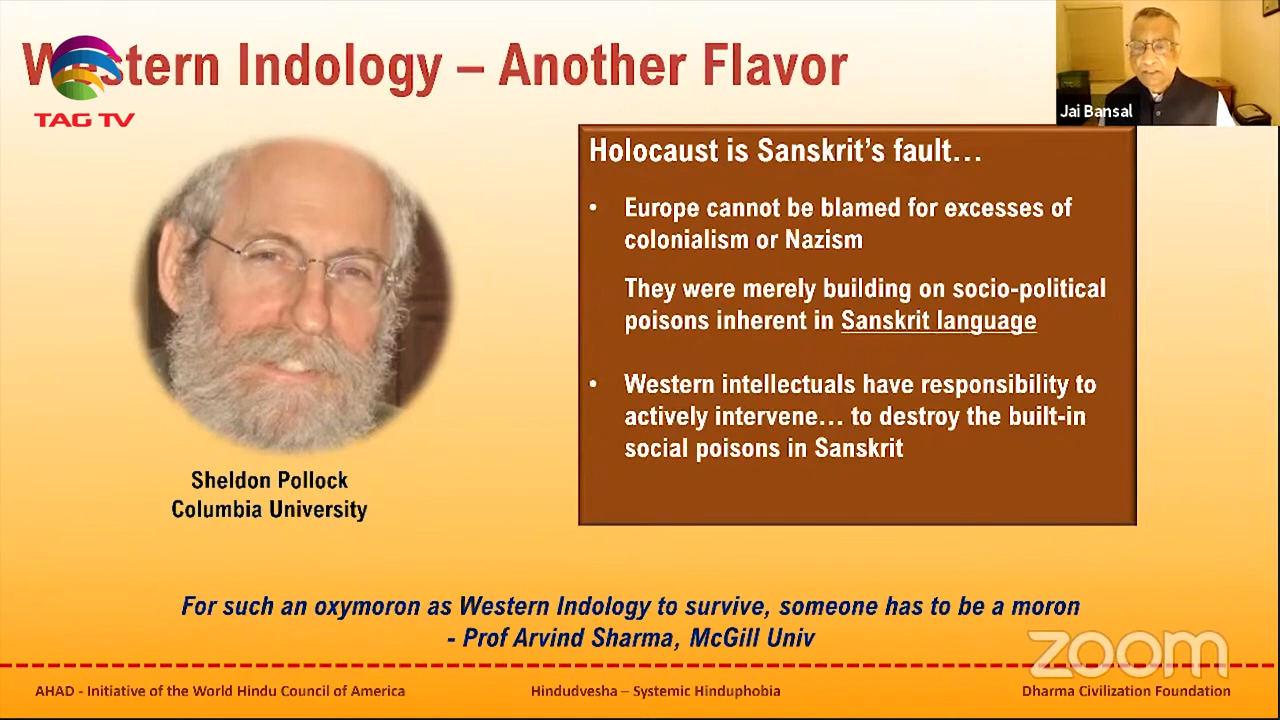 Western Indology – Another Flavor
TAG TV
Jai Bansal
Holocaust is Sanskrit's fault...
• Europe cannot be blamed for excesses of
colonialism or Nazism
They were merely building on socio-political
poisons inherent in Sanskrit language
• Western intellectuals have responsibility to
actively intervene... to destroy the built-in
social poisons in Sanskrit
Sheldon Pollock
Columbia University
For such an oxymoron as Western Indology to survive, someone has to be a moron
- Prof Arvind Sharma, McGill Univ
zoom
AHAD - Initiative of the World Hindu Council of America
Hindudvesha – Systemic Hinduphobia
Dharma Civilization Foundation